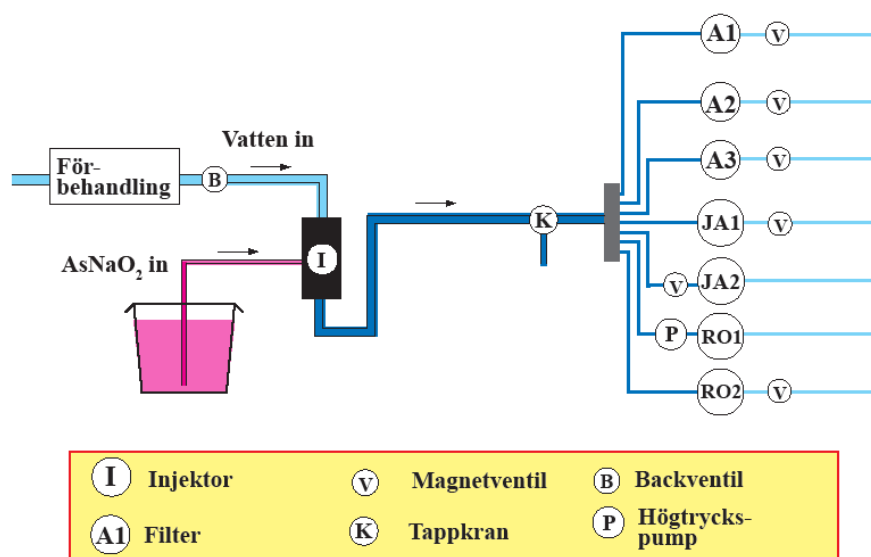 För-
behandling
B
Vatten in
AsNaO₂ in
I
K
A1
V
A2
V
A3
V
JA1
V
V
JA2
P
RO1
RO2
V
I Injektor
V Magnetventil
B Backventil
A1 Filter
K Tappkran
P Högtrycks-
pump